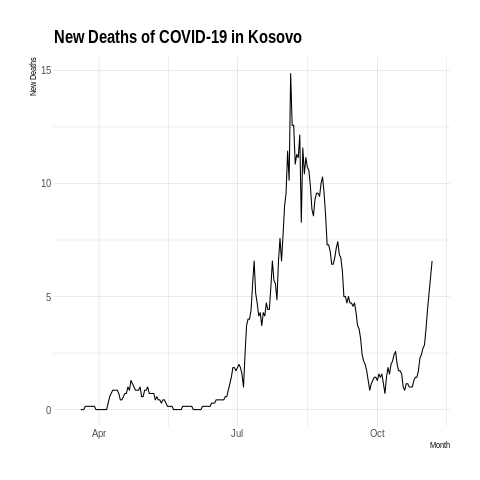 New Deaths of COVID-19 in Kosovo
New Deaths
15
10
5
0
Apr
Jul
Oct
Month